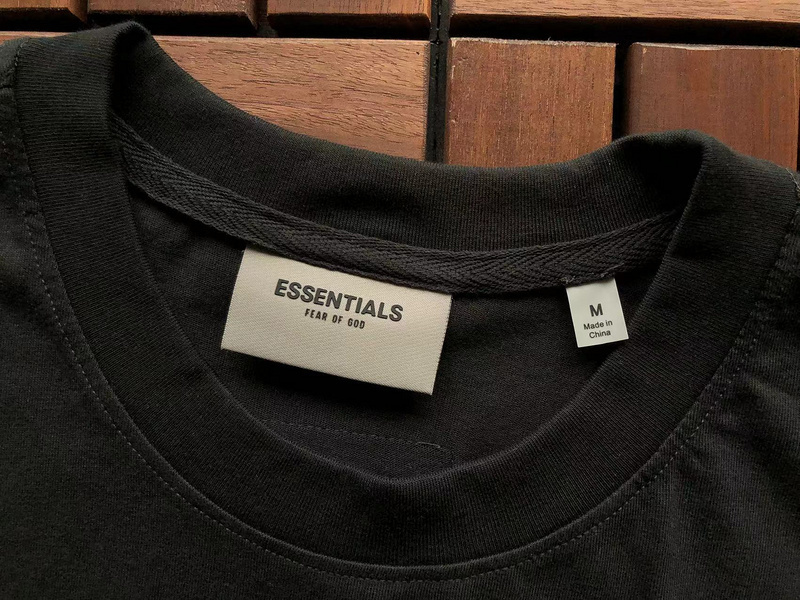 ESSENTIALS
FEAR OF GOD
M
Made in
China